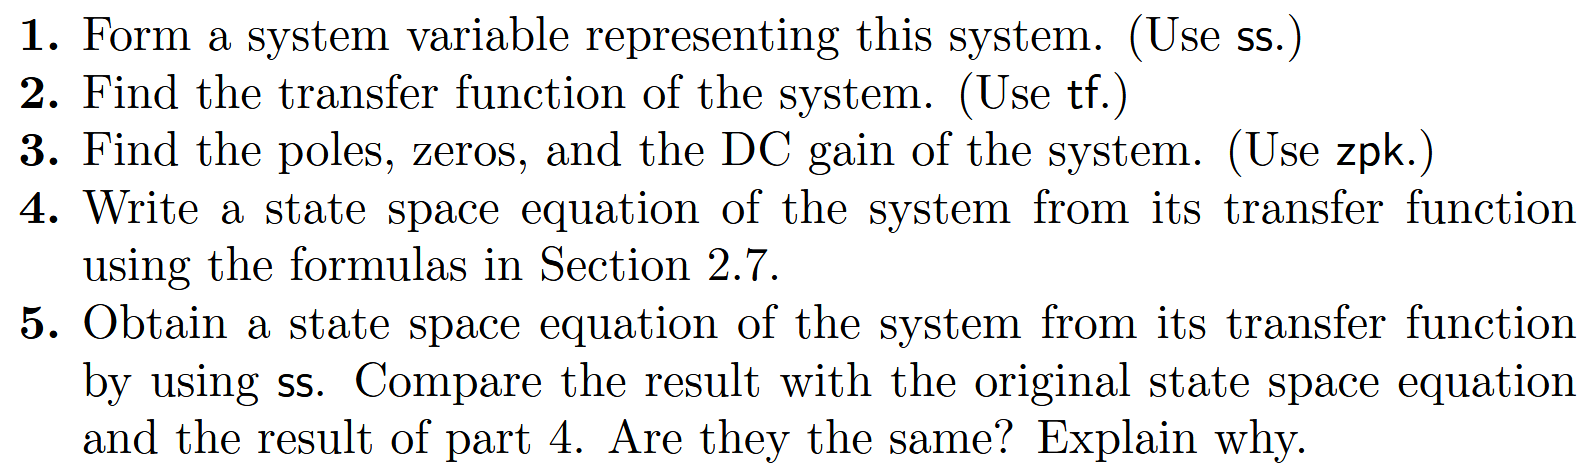 1. Form a system variable representing this system. (Use ss.)
2. Find the transfer function of the system. (Use tf.)
3. Find the poles, zeros, and the DC gain of the system. (Use zpk.)
4. Write a state space equation of the system from its transfer function
using the formulas in Section 2.7.
5. Obtain a state space equation of the system from its transfer function
by using ss. Compare the result with the original state space equation
and the result of part 4. Are they the same? Explain why.